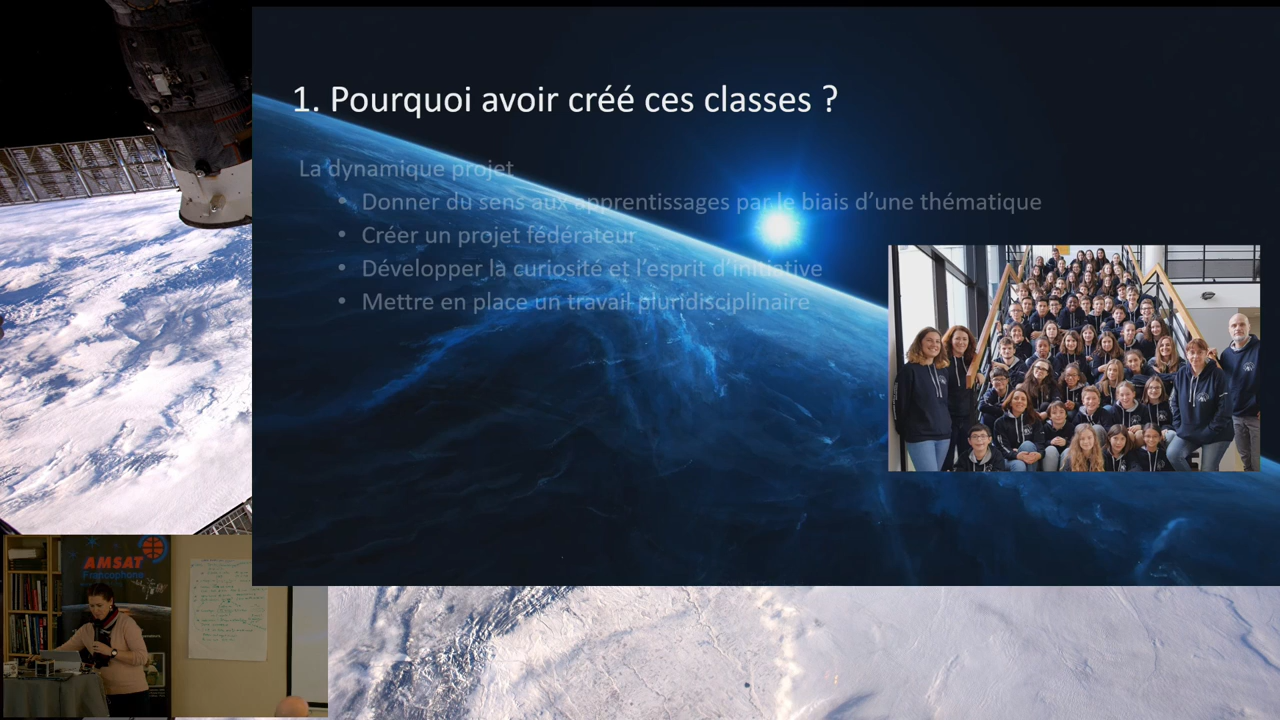 1. Pourquoi avoir créé ces classes ?
La dynamique projet
• Donner du sens aux apprentissages par le biais d’une thématique
• Créer un projet fédérateur
• Développer la curiosité et l’esprit d’initiative
• Mettre en place un travail pluridisciplinaire
AMSAT
Francophone